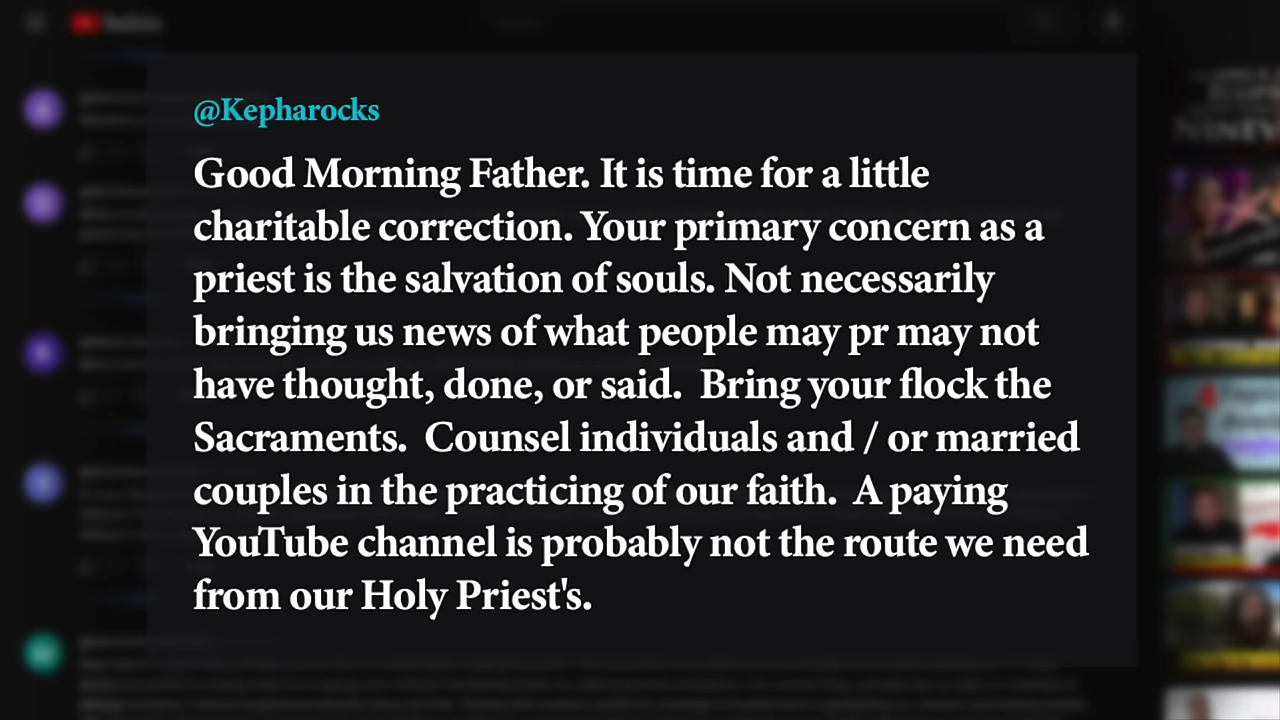 @Kepharocks
Good Morning Father. It is time for a little
charitable correction. Your primary concern as a
priest is the salvation of souls. Not necessarily
bringing us news of what people may pr may not
have thought, done, or said.  Bring your flock the
Sacraments.  Counsel individuals and / or married
couples in the practicing of our faith.  A paying
YouTube channel is probably not the route we need
from our Holy Priest's.